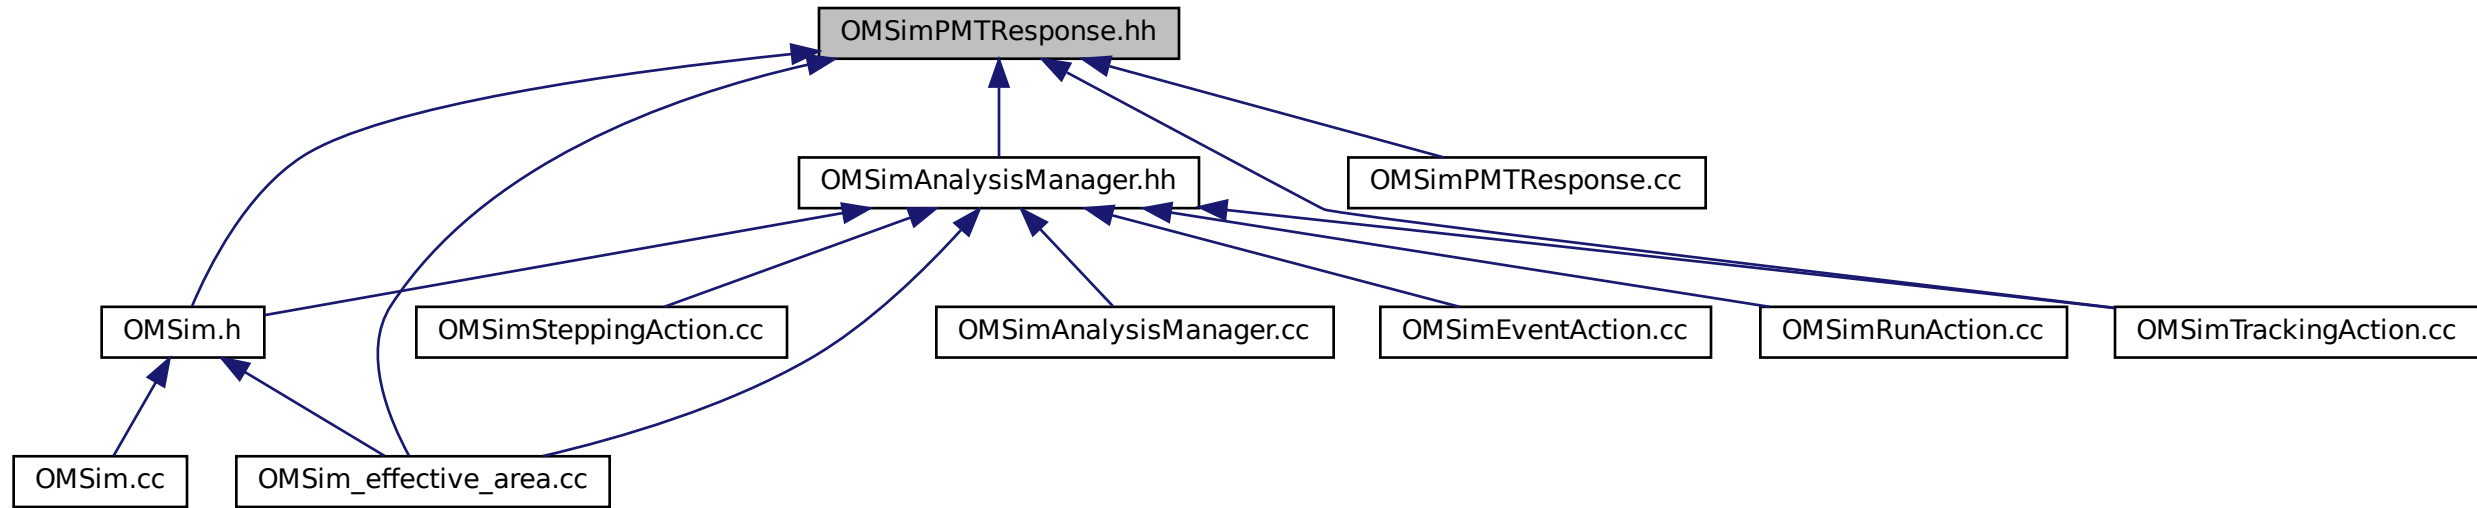 OMSimPMTResponse.hh
OMSimAnalysisManager.hh
OMSimPMTResponse.cc
OMSim.h
OMSimSteppingAction.cc
OMSimAnalysisManager.cc
OMSimEventAction.cc
OMSimRunAction.cc
OMSimTrackingAction.cc
OMSim.cc
OMSim_effective_area.cc